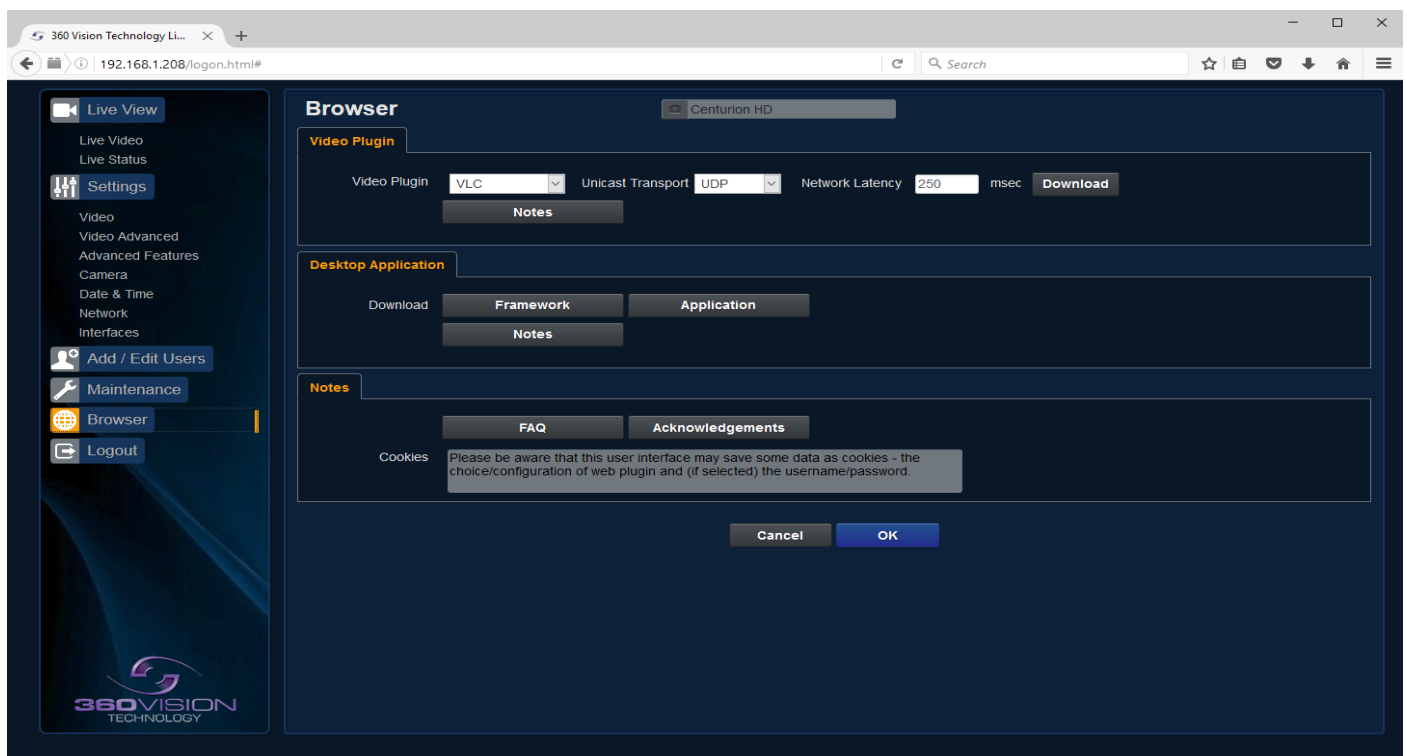 360 Vision Technology Li...
192.168.1.208/logon.html#
Search
Live View
Live Video
Live Status
Settings
Video
Video Advanced
Advanced Features
Camera
Date & Time
Network
Interfaces
Add / Edit Users
Maintenance
Browser
Logout
360VISION
TECHNOLOGY
Browser
Centurion HD
Video Plugin
Video Plugin VLC Unicast Transport UDP Network Latency 250 msec Download
Notes
Desktop Application
Download Framework Application
Notes
Notes
FAQ Acknowledgements
Cookies Please be aware that this user interface may save some data as cookies - the
choice/configuration of web plugin and (if selected) the username/password.
Cancel OK